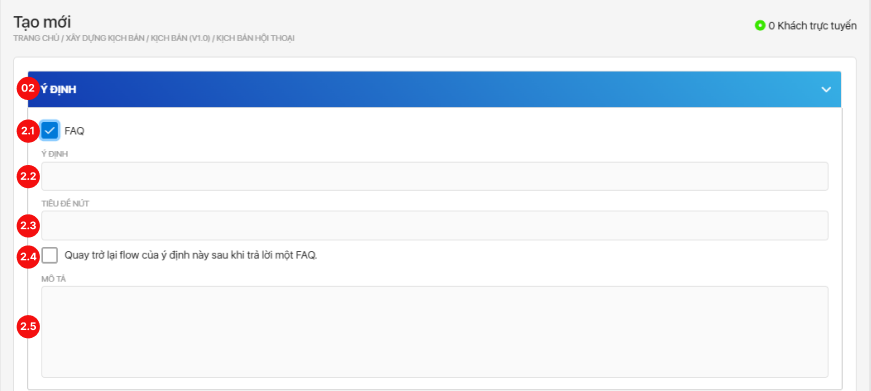 Tạo mới
TRANG CHỦ / XÂY DỰNG KỊCH BẢN / KỊCH BẢN (V1.0) / KỊCH BẢN HỘI THOẠI
0 Khách trực tuyến
02 Ý ĐỊNH
2.1 FAQ
Ý ĐỊNH
2.2
TIÊU ĐỀ NÚT
2.3
2.4 Quay trở lại flow của ý định này sau khi trả lời một FAQ.
MÔ TẢ
2.5